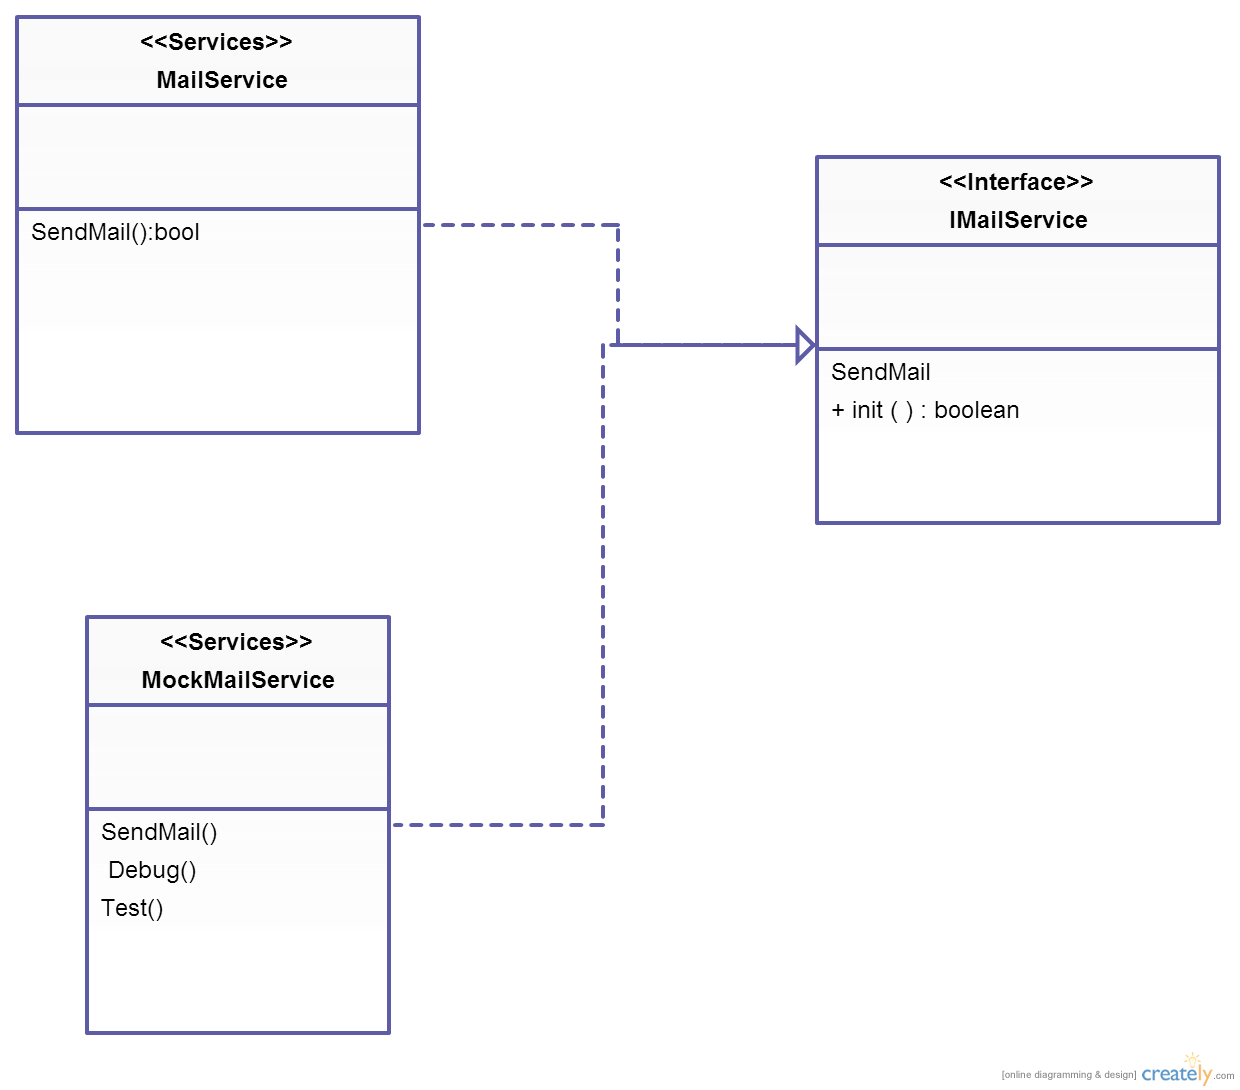 <<Services>>
MailService
SendMail():bool
<<Interface>>
IMailService
SendMail
+ init ( ) : boolean
<<Services>>
MockMailService
SendMail()
Debug()
Test()
[online diagramming & design] creately.com